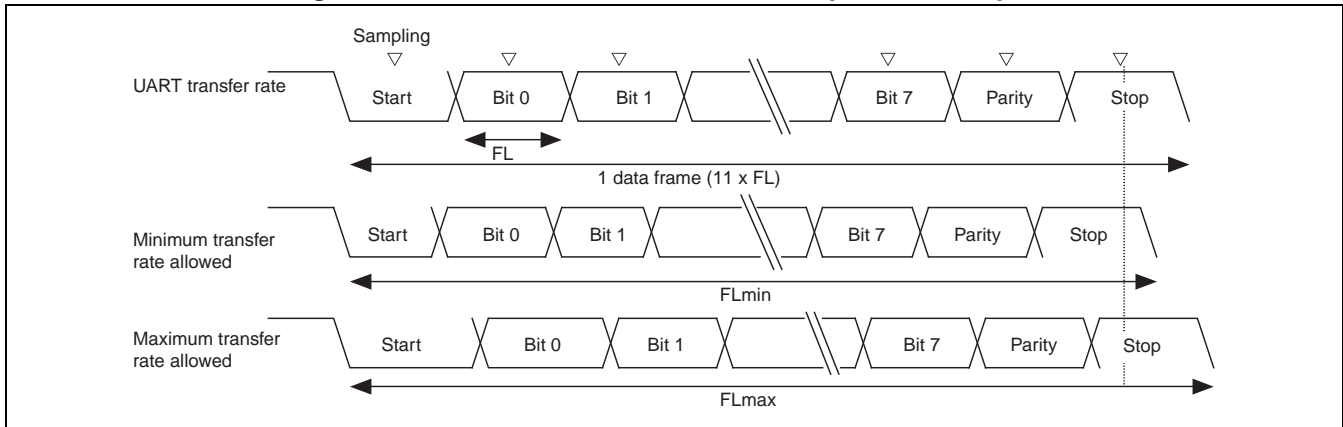 Sampling
UART transfer rate
Start Bit 0 Bit 1 Bit 7 Parity Stop
FL
1 data frame (11 x FL)
Minimum transfer
rate allowed
Start Bit 0 Bit 1 Bit 7 Parity Stop
FLmin
Maximum transfer
rate allowed
Start Bit 0 Bit 1 Bit 7 Parity Stop
FLmax